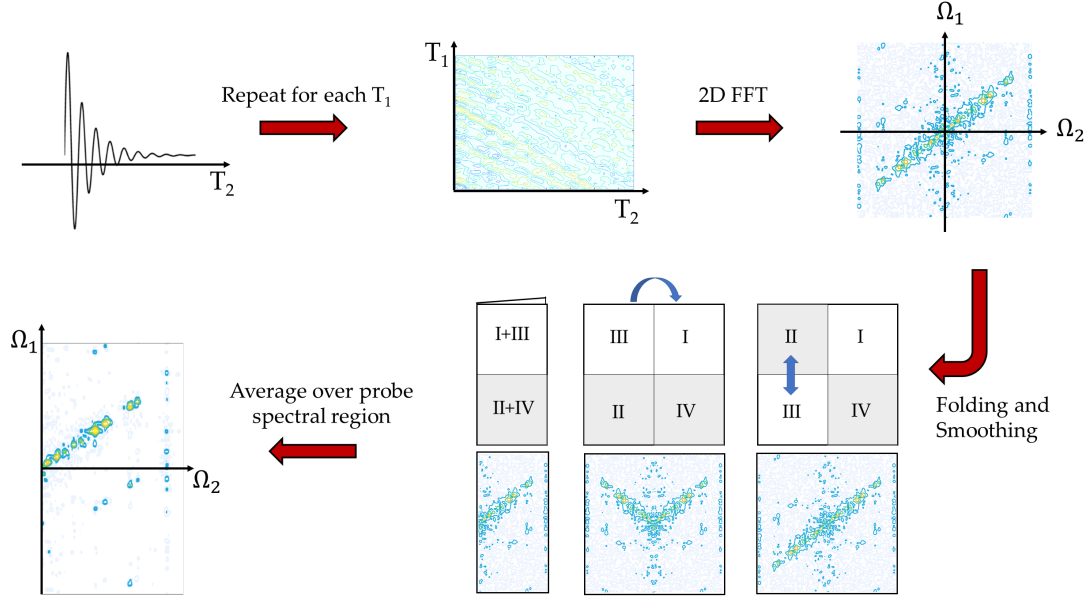 T₂
Repeat for each T₁
T₁
T₂
2D FFT
Ω₁
Ω₂
Folding and
Smoothing
II
I
III
IV
III
I
II
IV
I+III
II+IV
Average over probe
spectral region
Ω₁
Ω₂